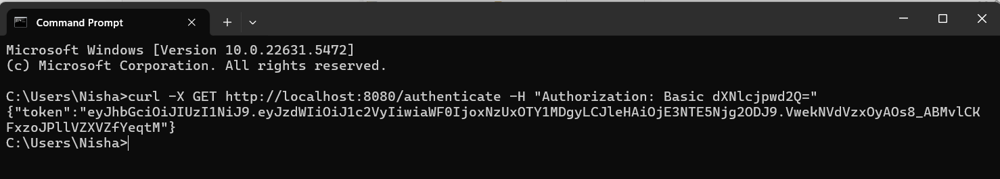 Command Prompt
Microsoft Windows [Version 10.0.22631.5472]
(c) Microsoft Corporation. All rights reserved.
C:\Users\Nisha>curl -X GET http://localhost:8080/authenticate -H "Authorization: Basic dXNlcjpwd2Q="
{"token":"eyJhbGciOiJIUzI1NiJ9.eyJzdWIiOiJ1c2VyIiwiaWF0IjoxNzUxOTY1MDgyLCJleHAiOjE3NTE5Njg2ODJ9.VwekNVdVzxOyAOs8_ABMvlCK
FxzoJPllVZXVZfYeqtM"}
C:\Users\Nisha>